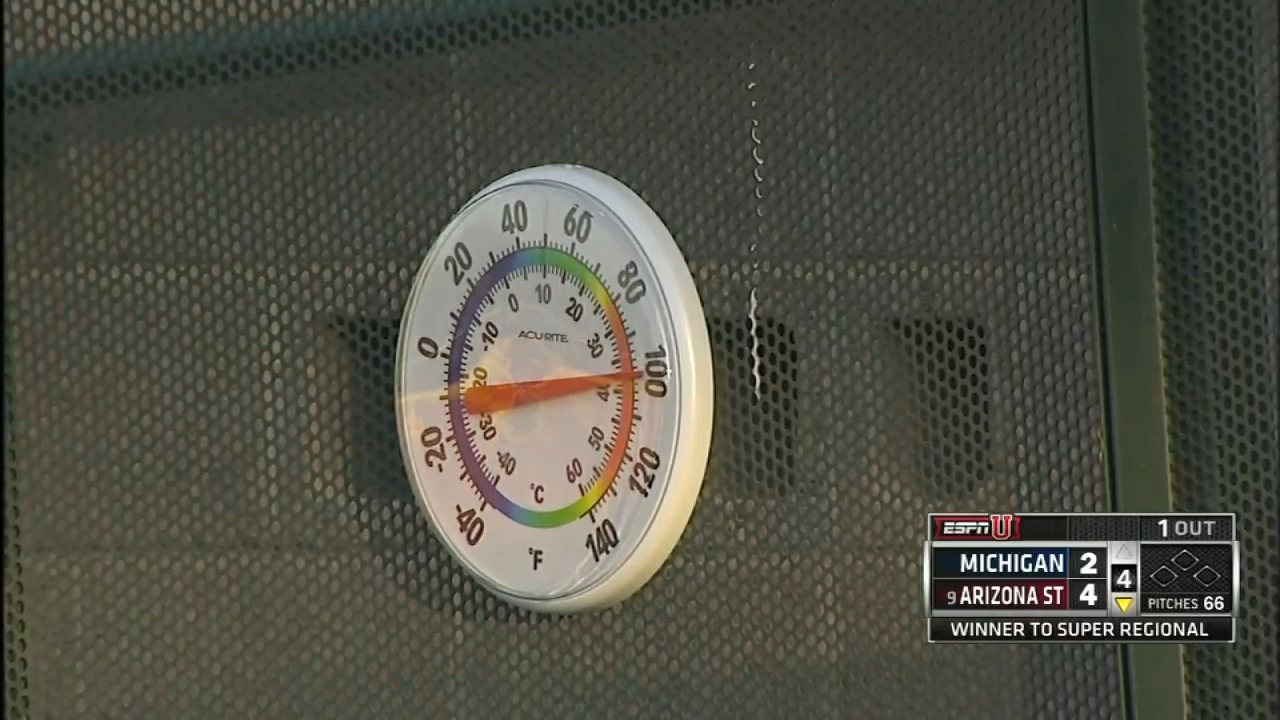 40 60
20 80
0 100
-20 120
-40 140
0 10 20
-10 30
-20 40
-30 50
-40 60
ACURITE
°C
°F
ESPN U 1 OUT
MICHIGAN 2
9 ARIZONA ST 4
4
PITCHES 66
WINNER TO SUPER REGIONAL